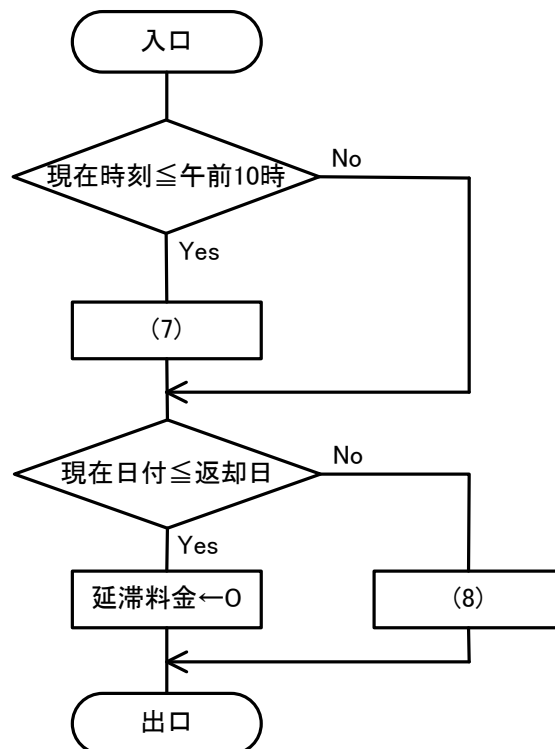 入口
現在時刻≦午前10時
No
Yes
(7)
現在日付≦返却日
No
Yes
延滞料金←0
(8)
出口